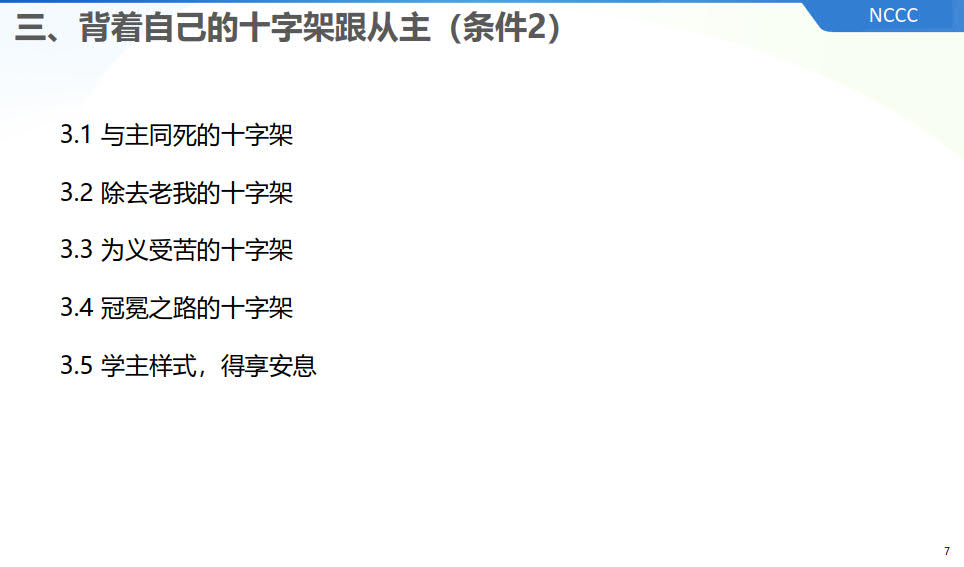 三、背着自己的十字架跟从主（条件2）
NCCC
3.1 与主同死的十字架
3.2 除去老我的十字架
3.3 为义受苦的十字架
3.4 冠冕之路的十字架
3.5 学主样式，得享安息
7